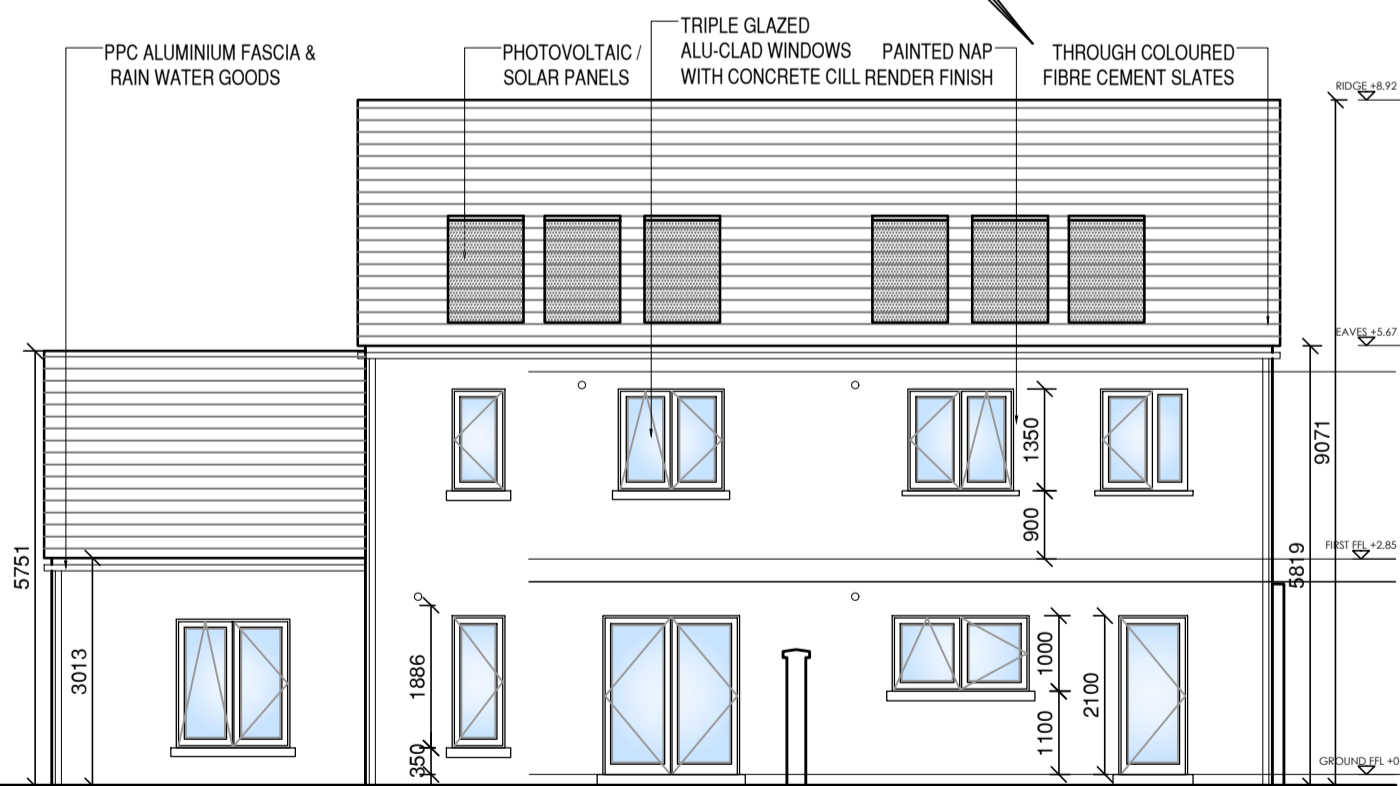 PPC ALUMINIUM FASCIA &
RAIN WATER GOODS
PHOTOVOLTAIC /
SOLAR PANELS
TRIPLE GLAZED
ALU-CLAD WINDOWS
WITH CONCRETE CILL
PAINTED NAP
RENDER FINISH
THROUGH COLOURED
FIBRE CEMENT SLATES
RIDGE +8.92
EAVES +5.67
FIRST FFL +2.85
GROUND FFL +0
5751
3013
1886
350
1350
900
1000
1100
2100
5819
9071